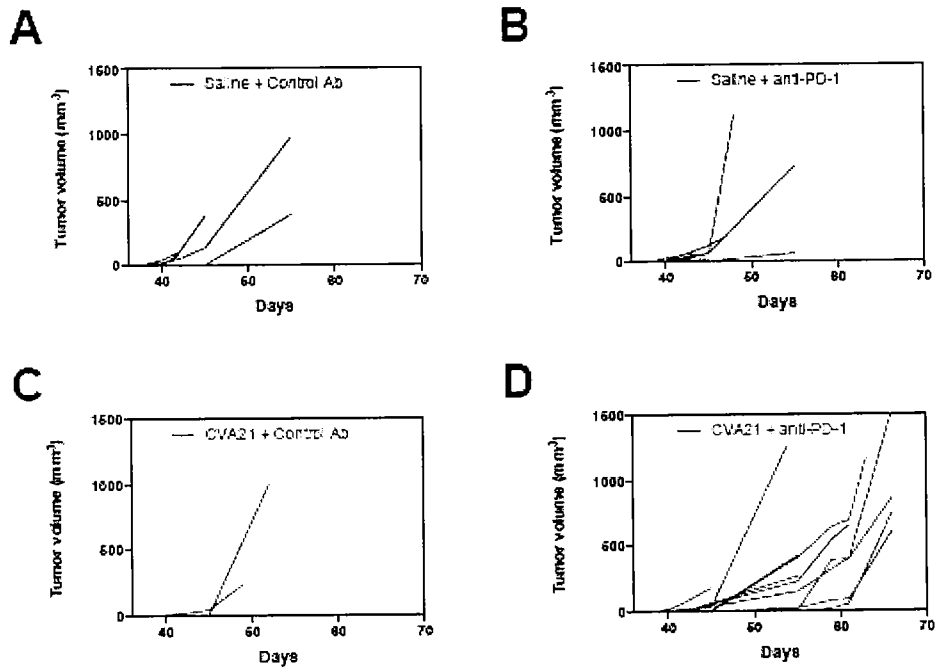 A
1500
1000
500
0
Tumor volume (mm³)
Saline + Control Ab
40 50 60 70
Days
B
1500
1000
500
0
Tumor volume (mm³)
Saline + anti-PD-1
40 50 60 70
Days
C
1500
1000
500
0
Tumor volume (mm³)
CVA21 + Control Ab
40 50 60 70
Days
D
1500
1000
500
0
Tumor volume (mm³)
CVA21 + anti-PD-1
40 50 60 70
Days